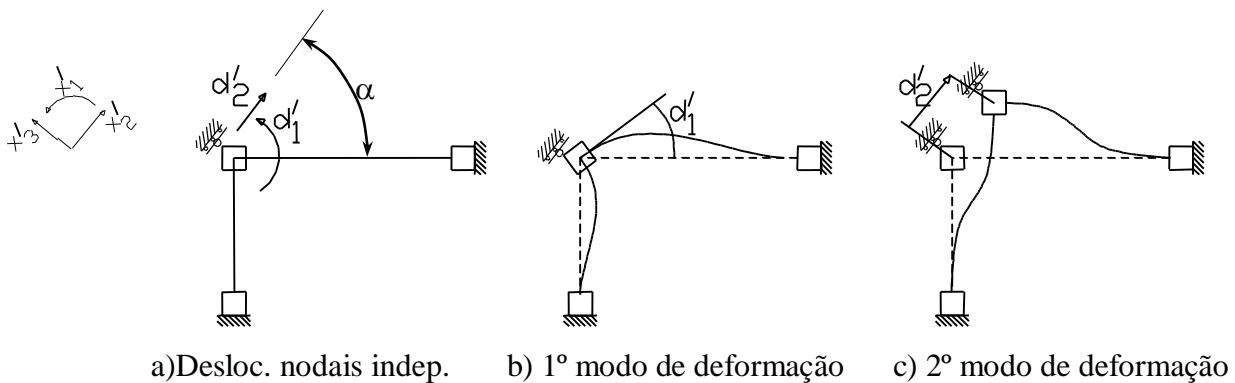 x'1
x'3
x'2
d'2
d'1
α
d'1
d'2
a)Desloc. nodais indep.
b) 1º modo de deformação
c) 2º modo de deformação